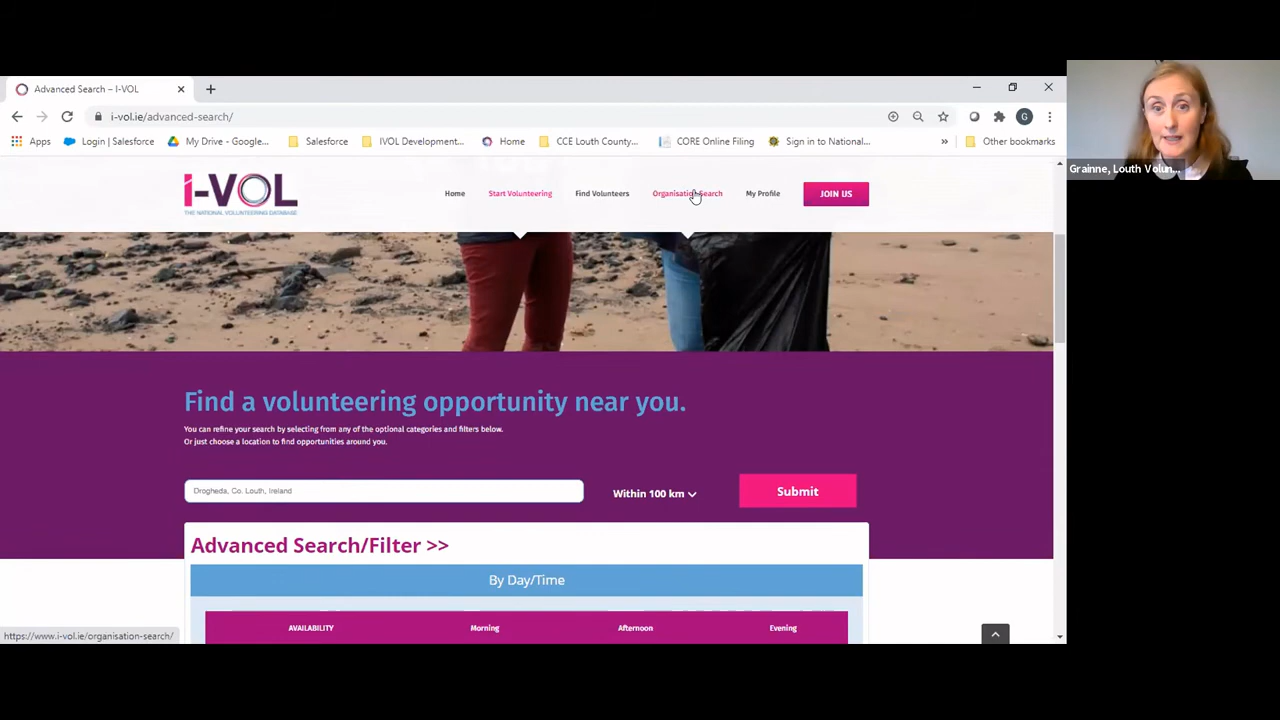 Advanced Search – I-VOL
i-vol.ie/advanced-search/
G
Apps
Login | Salesforce
My Drive - Google...
Salesforce
IVOL Development...
Home
CCE Louth County...
CORE Online Filing
Sign in to National...
»
Other bookmarks
Grainne, Louth Volun...
i-VOL
THE NATIONAL VOLUNTEERING DATABASE
Home
Start Volunteering
Find Volunteers
Organisation Search
My Profile
JOIN US
Find a volunteering opportunity near you.
You can refine your search by selecting from any of the optional categories and filters below.
Or just choose a location to find opportunities around you.
Drogheda, Co. Louth, Ireland
Within 100 km
Submit
Advanced Search/Filter >>
By Day/Time
AVAILABILITY
Morning
Afternoon
Evening
https://www.i-vol.ie/organisation-search/